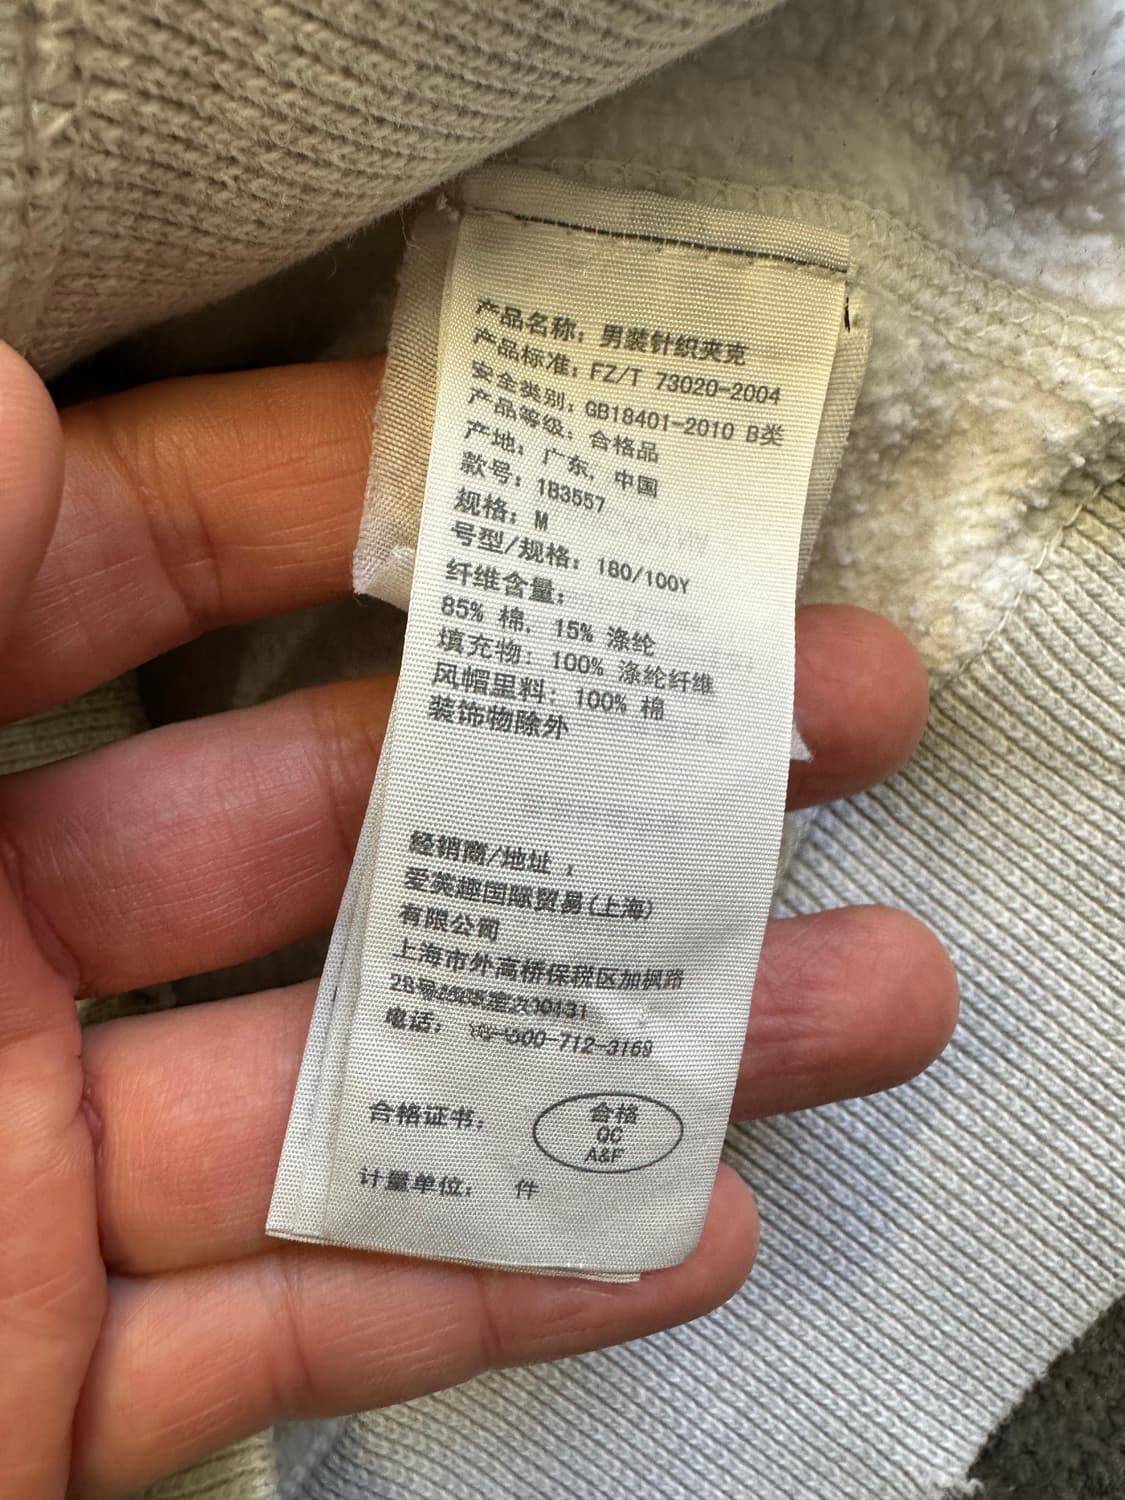 产品名称：男装针织夹克
产品标准：FZ/T 73020-2004
安全类别：GB18401-2010 B类
产品等级：合格品
产地：广东，中国
款号：1B3557
规格：M
号型/规格：180/100Y
纤维含量：
85% 棉，15% 涤纶
填充物：100% 涤纶纤维
风帽里料：100% 棉
装饰物除外
经销商/地址：
爱芙趣国际贸易(上海)
有限公司
上海市外高桥保税区加枫路
28号
电话： 712-3169
合格证书：
合格
QC
A&F
计量单位： 件